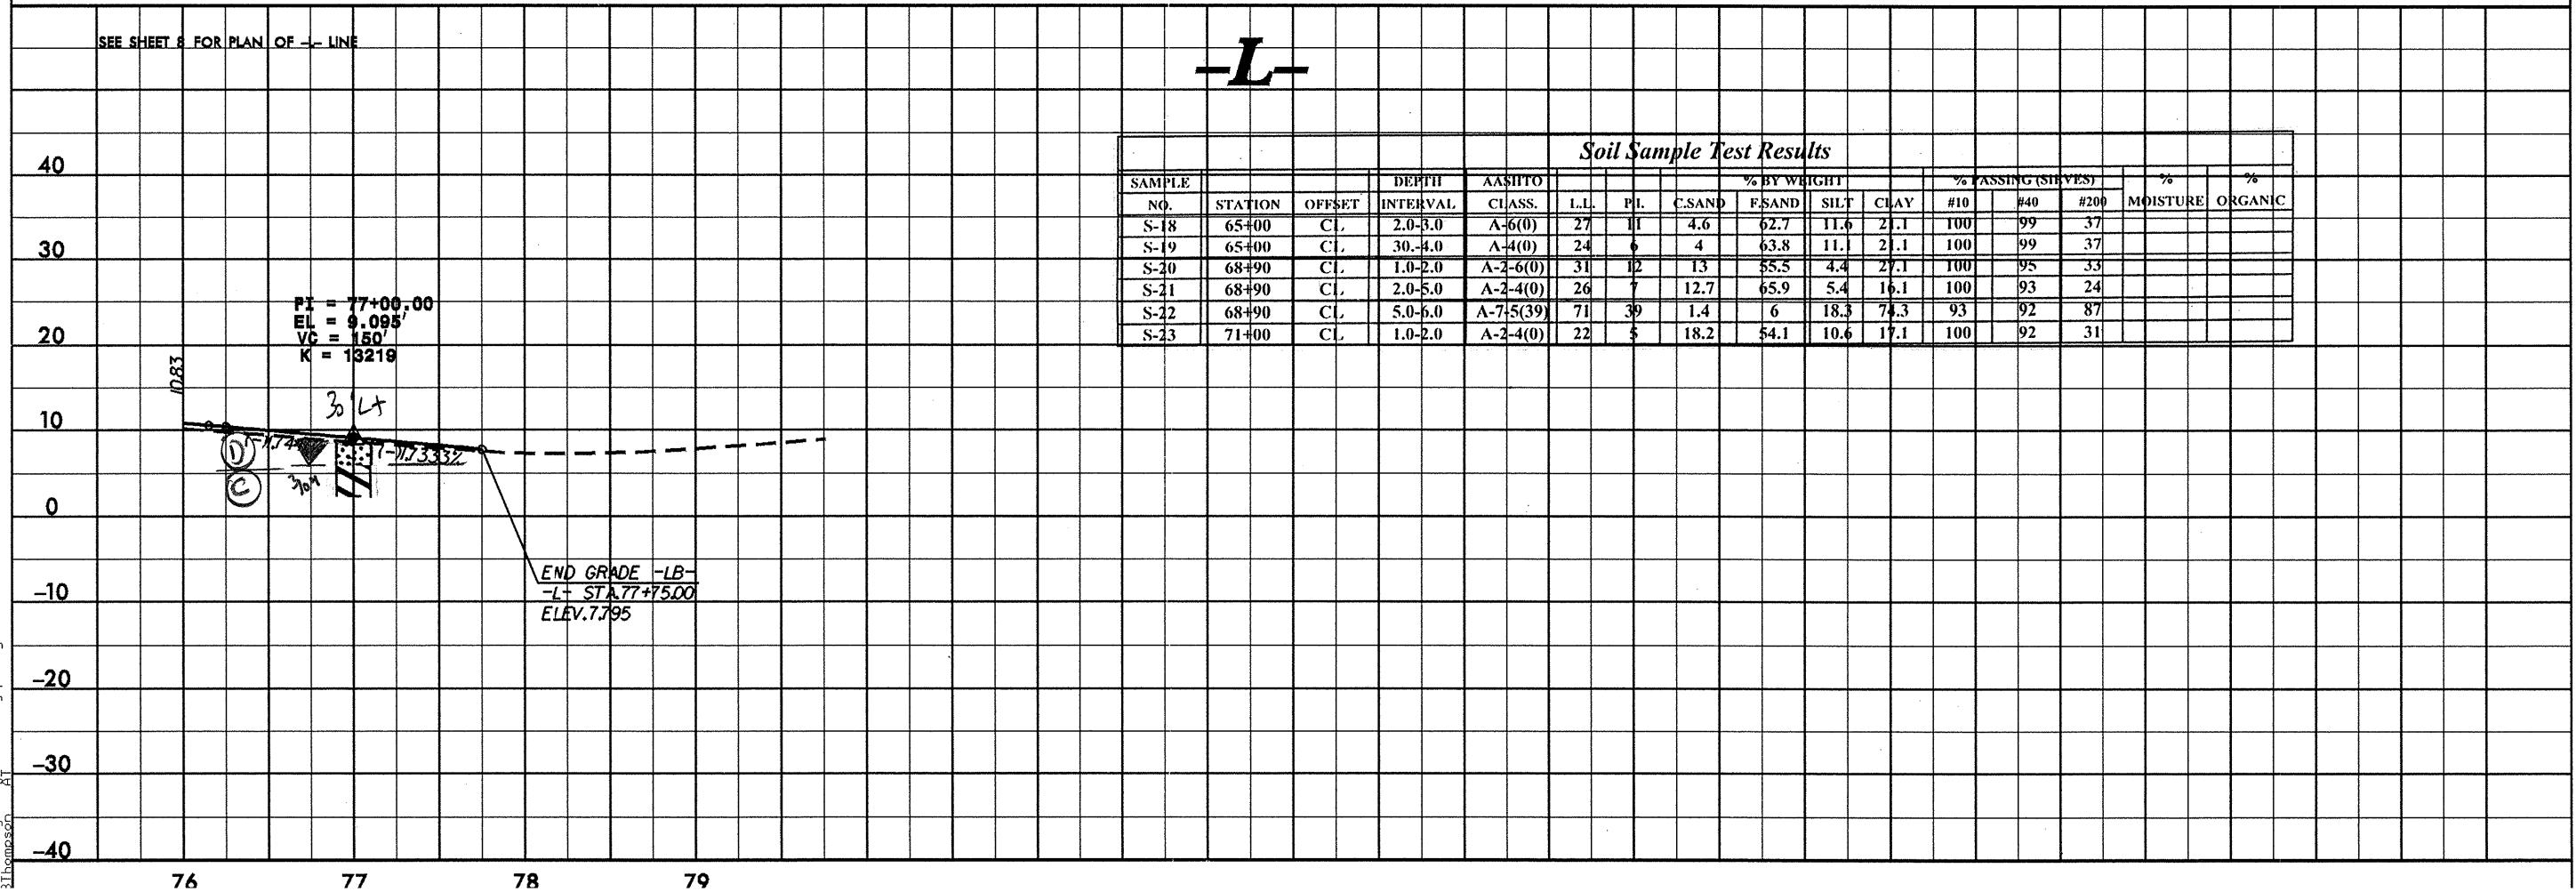 SEE SHEET 8 FOR PLAN OF -L- LINE
-L-
Soil Sample Test Results
SAMPLE NO. STATION OFFSET DEPTH INTERVAL AASHTO CLASS. L.L. P.I. % BY WEIGHT C.SAND F.SAND SILT CLAY % PASSING (SIEVES) #10 #40 #200 % MOISTURE % ORGANIC
S-18 65+00 CL 2.0-3.0 A-6(0) 27 11 4.6 62.7 11.6 21.1 100 99 37
S-19 65+00 CL 30.-4.0 A-4(0) 24 6 4 63.8 11.1 21.1 100 99 37
S-20 68+90 CL 1.0-2.0 A-2-6(0) 31 12 13 55.5 4.4 27.1 100 95 33
S-21 68+90 CL 2.0-5.0 A-2-4(0) 26 7 12.7 65.9 5.4 16.1 100 93 24
S-22 68+90 CL 5.0-6.0 A-7-5(39) 71 39 1.4 6 18.3 74.3 93 92 87
S-23 71+00 CL 1.0-2.0 A-2-4(0) 22 5 18.2 54.1 10.6 17.1 100 92 31
40
30
20
10
0
-10
-20
-30
-40
PI = 77+00.00
EL = 9.095'
VC = 150'
K = 13219
10.83
30' Lt
D
C
(-)1.7333%
END GRADE -LB-
-L- STA.77+75.00
ELEV.7.795
76 77 78 79
Thompson AT